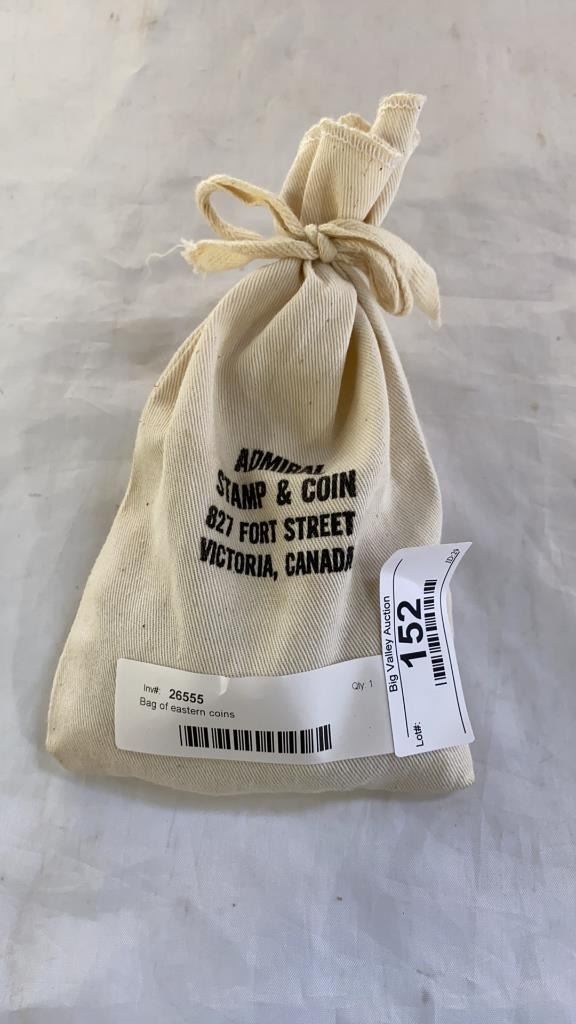 ADMIRAL
STAMP & COIN
827 FORT STREET
VICTORIA, CANADA
Inv#: 26555
Qty: 1
Bag of eastern coins
Big Valley Auction
152
Lot#: